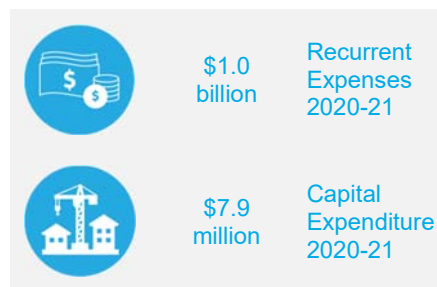 $
$
$1.0
billion
Recurrent
Expenses
2020-21
$7.9
million
Capital
Expenditure
2020-21